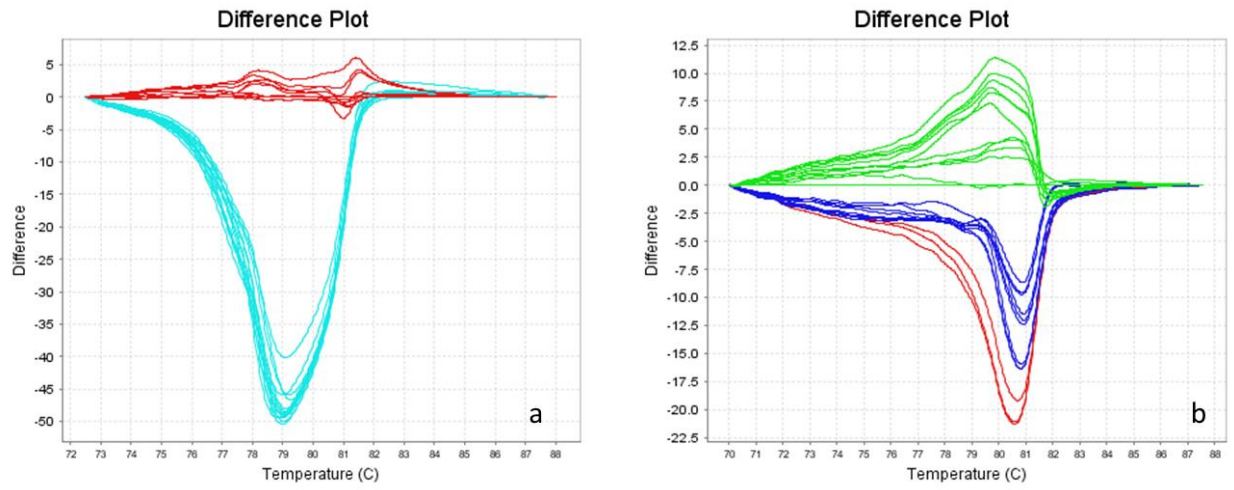 Difference Plot
5
0
-5
-10
-15
-20
-25
-30
-35
-40
-45
-50
Difference
72 73 74 75 76 77 78 79 80 81 82 83 84 85 86 87 88
Temperature (C)
a
Difference Plot
12.5
10.0
7.5
5.0
2.5
0.0
-2.5
-5.0
-7.5
-10.0
-12.5
-15.0
-17.5
-20.0
-22.5
Difference
70 71 72 73 74 75 76 77 78 79 80 81 82 83 84 85 86 87 88
Temperature (C)
b